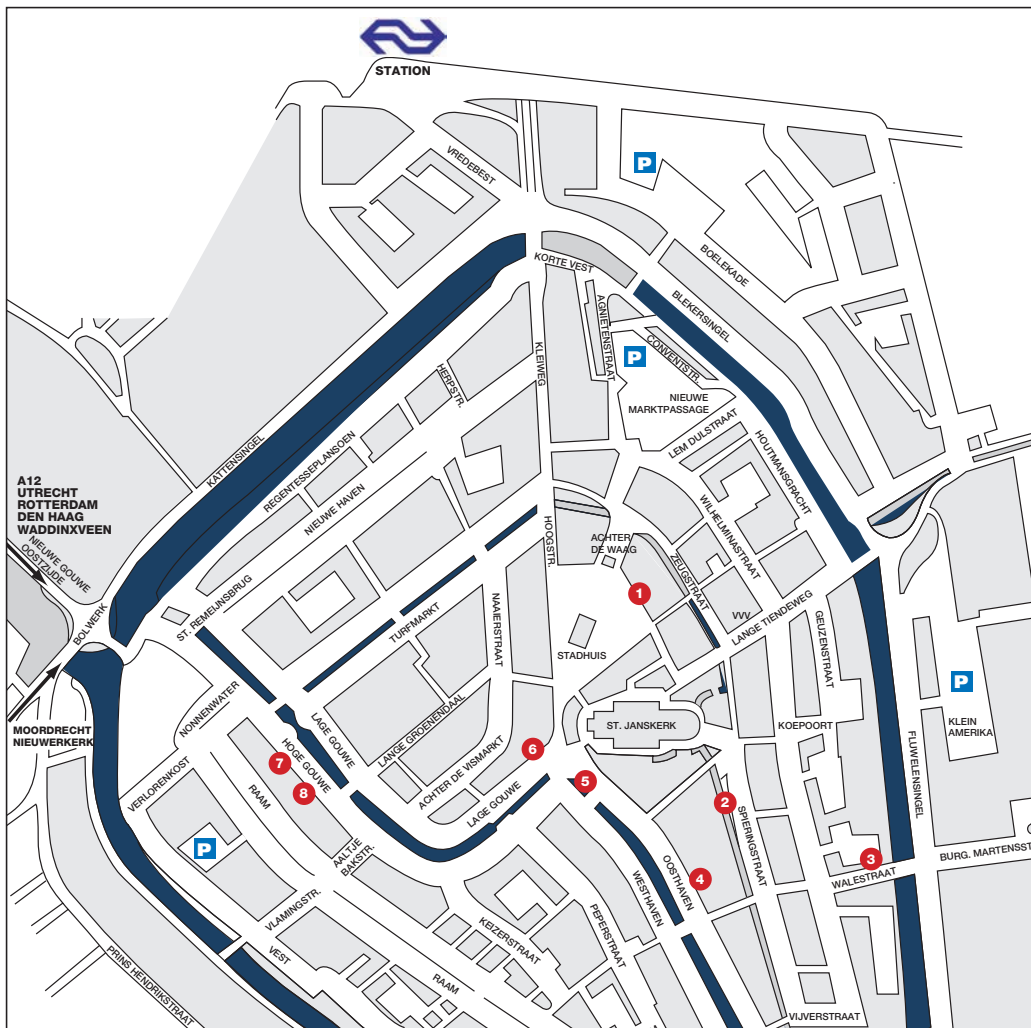 STATION
VREDEBEST
P
BOELEKADE
KORTE VEST
BLEKERSINGEL
AGNIETENSTRAAT
CONVENTSTR.
P
KLEIWEG
HERPSTR.
NIEUWE
MARKTPASSAGE
LEM DULSTRAAT
HOUTMANSGRACHT
KATTENSINGEL
REGENTESSEPLANSOEN
NIEUWE HAVEN
A12
UTRECHT
ROTTERDAM
DEN HAAG
WADDINXVEEN
NIEUWE GOUWE
OOSTZIJDE
WILHELMINASTRAAT
HOOGSTR.
ACHTER
DE WAAG
ZEUGSTRAAT
1
BOLWERK
ST. REMEIJNSBRUG
TURFMARKT
NAAIERSTRAAT
VVV
LANGE TIENDEWEG
GEUZENSTRAAT
STADHUIS
P
MOORDRECHT
NIEUWERKERK
NONNENWATER
LAGE GOUWE
LANGE GROENENDAAL
ST. JANSKERK
KOEPOORT
KLEIN
AMERIKA
FLUWELENSINGEL
HOGE GOUWE
7
8
ACHTER DE VISMARKT
6
5
VERLORENKOST
RAAM
LAGE GOUWE
2
SPIERINGSTRAAT
P
AALTJE
BAKSTR.
3
BURG. MARTENSST
WALESTRAAT
4
OOSTHAVEN
WESTHAVEN
VLAMINGSTR.
KEIZERSTRAAT
PEPERSTRAAT
VEST
RAAM
PRINS HENDRIKSTRAAT
VIJVERSTRAAT